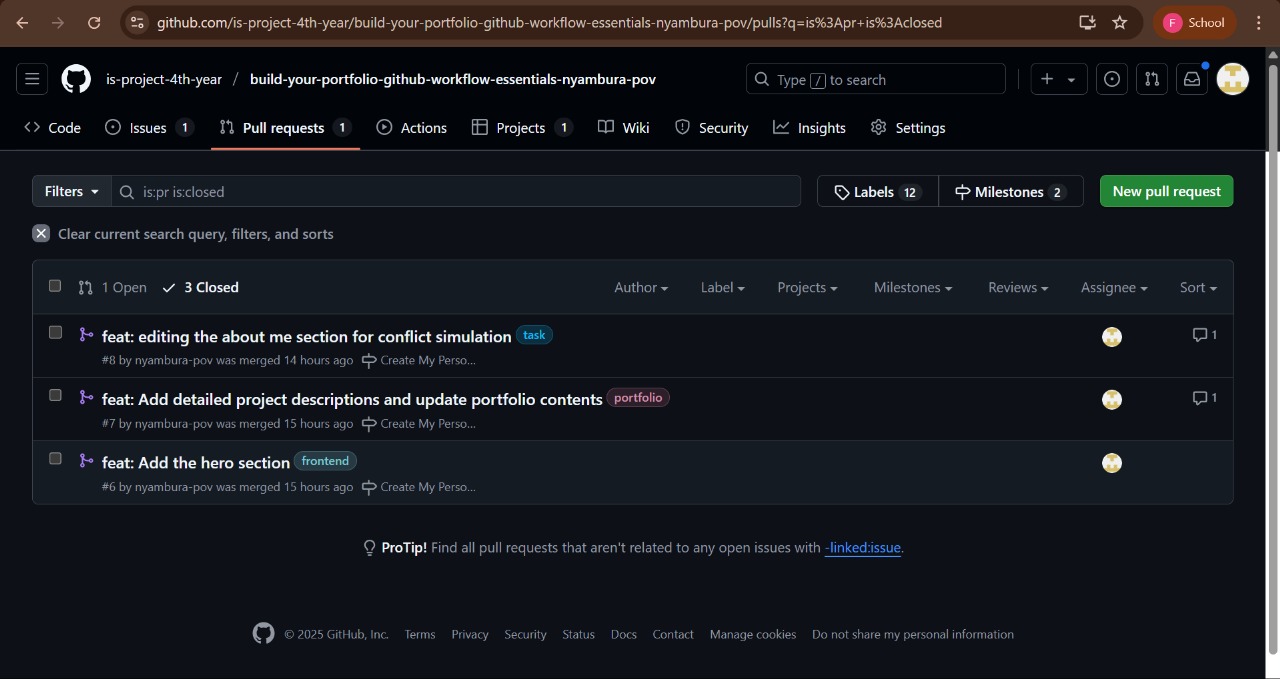 github.com/is-project-4th-year/build-your-portfolio-github-workflow-essentials-nyambura-pov/pulls?q=is%3Apr+is%3Aclosed F School
is-project-4th-year / build-your-portfolio-github-workflow-essentials-nyambura-pov Type / to search
Code Issues 1 Pull requests 1 Actions Projects 1 Wiki Security Insights Settings
Filters is:pr is:closed Labels 12 Milestones 2 New pull request
Clear current search query, filters, and sorts
1 Open 3 Closed Author Label Projects Milestones Reviews Assignee Sort
feat: editing the about me section for conflict simulation task 1
#8 by nyambura-pov was merged 14 hours ago Create My Perso...
feat: Add detailed project descriptions and update portfolio contents portfolio 1
#7 by nyambura-pov was merged 15 hours ago Create My Perso...
feat: Add the hero section frontend
#6 by nyambura-pov was merged 15 hours ago Create My Perso...
ProTip! Find all pull requests that aren't related to any open issues with -linked:issue.
© 2025 GitHub, Inc. Terms Privacy Security Status Docs Contact Manage cookies Do not share my personal information